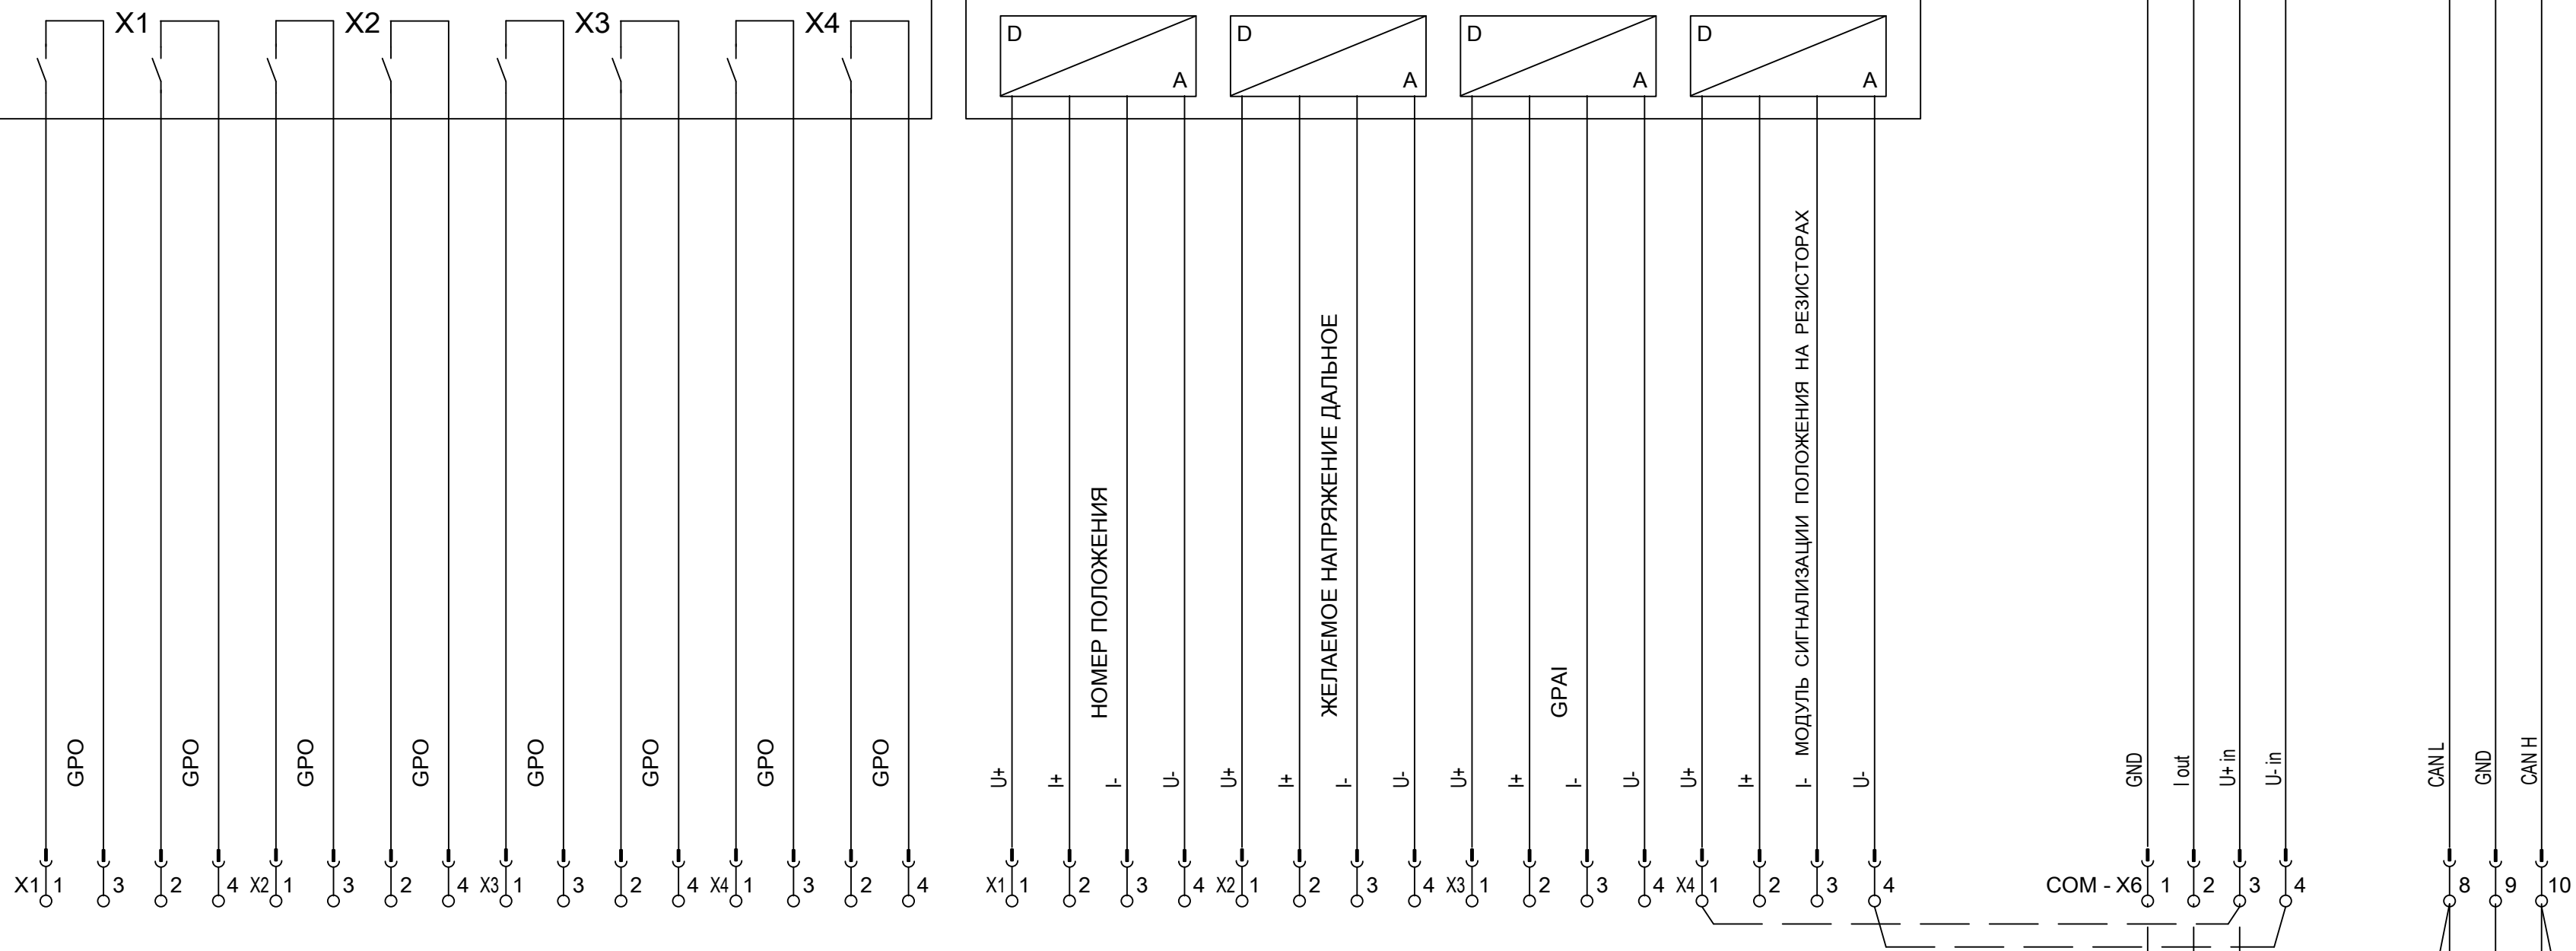 X1 X2 X3 X4
D D D D
A A A A
НОМЕР ПОЛОЖЕНИЯ
ЖЕЛАЕМОЕ НАПРЯЖЕНИЕ ДАЛЬНОЕ
GPAI
МОДУЛЬ СИГНАЛИЗАЦИИ ПОЛОЖЕНИЯ НА РЕЗИСТОРАХ
GPO GPO GPO GPO GPO GPO GPO GPO
U+ I+ I- U- U+ I+ I- U- U+ I+ I- U- U+ I+ I- U-
GND I out U+ in U- in
CAN L GND CAN H
X1 1 3 2 4 X2 1 3 2 4 X3 1 3 2 4 X4 1 3 2 4
X1 1 2 3 4 X2 1 2 3 4 X3 1 2 3 4 X4 1 2 3 4
COM - X6 1 2 3 4
8 9 10